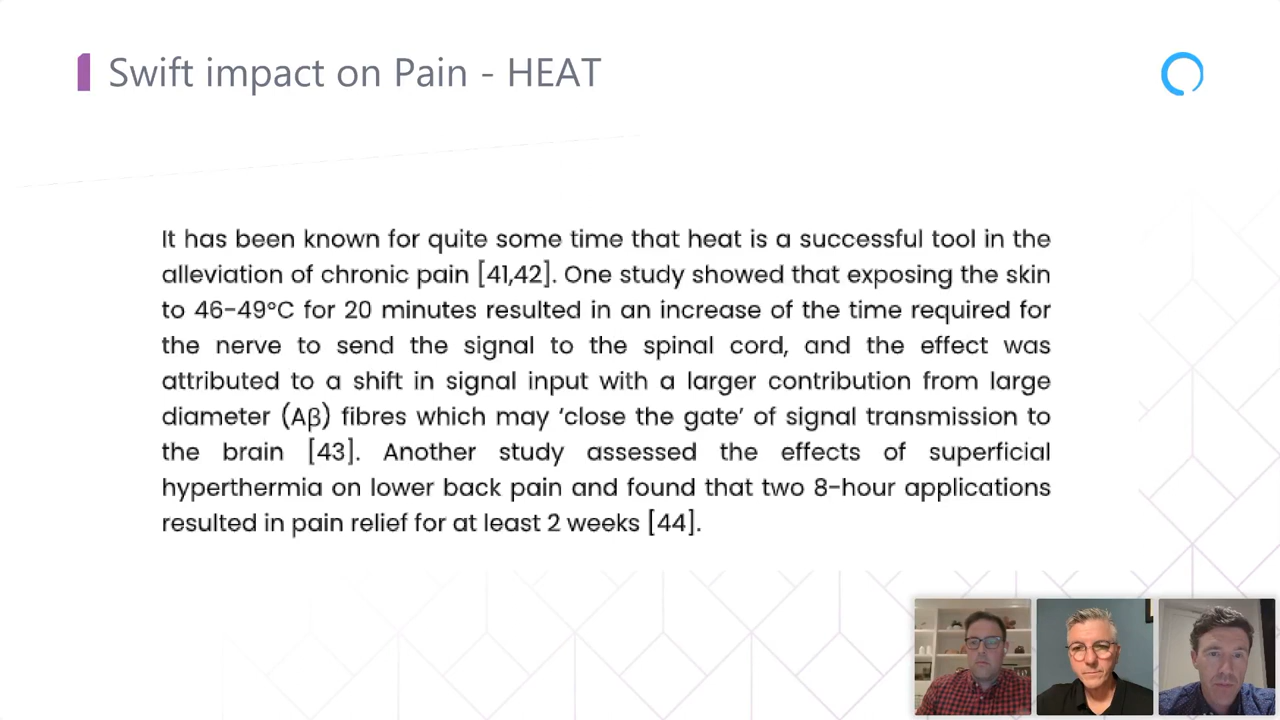 Swift impact on Pain - HEAT
It has been known for quite some time that heat is a successful tool in the
alleviation of chronic pain [41,42]. One study showed that exposing the skin
to 46–49°C for 20 minutes resulted in an increase of the time required for
the nerve to send the signal to the spinal cord, and the effect was
attributed to a shift in signal input with a larger contribution from large
diameter (Aβ) fibres which may ‘close the gate’ of signal transmission to
the brain [43]. Another study assessed the effects of superficial
hyperthermia on lower back pain and found that two 8–hour applications
resulted in pain relief for at least 2 weeks [44].